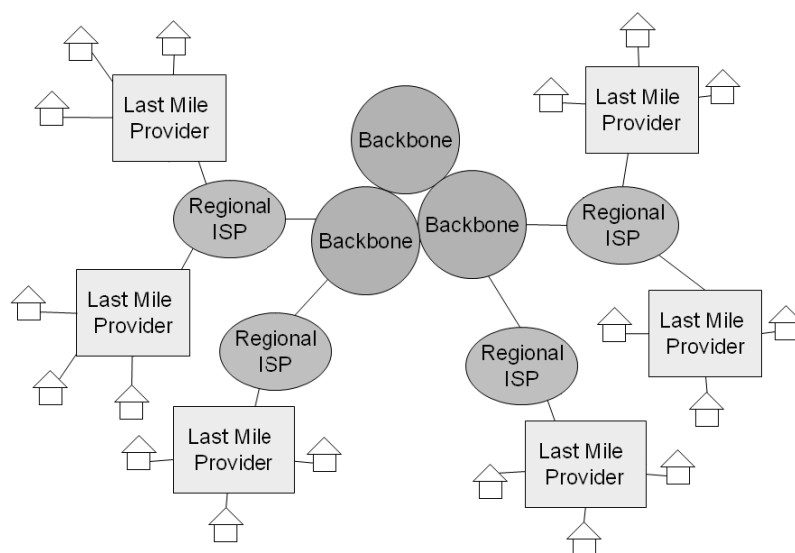 Last Mile
Provider
Backbone
Last Mile
Provider
Regional
ISP
Backbone
Backbone
Regional
ISP
Last Mile
Provider
Regional
ISP
Regional
ISP
Last Mile
Provider
Last Mile
Provider
Last Mile
Provider